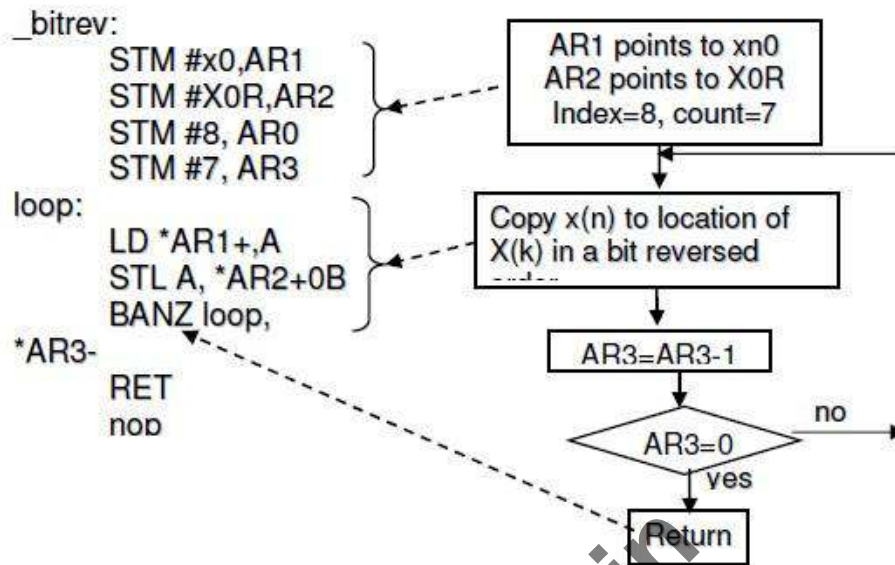 _bitrev:
STM #x0,AR1
STM #X0R,AR2
STM #8, AR0
STM #7, AR3
loop:
LD *AR1+,A
STL A, *AR2+0B
BANZ loop,
*AR3-
RET
nop
AR1 points to xn0
AR2 points to X0R
Index=8, count=7
Copy x(n) to location of
X(k) in a bit reversed
AR3=AR3-1
AR3=0
no
yes
Return
in